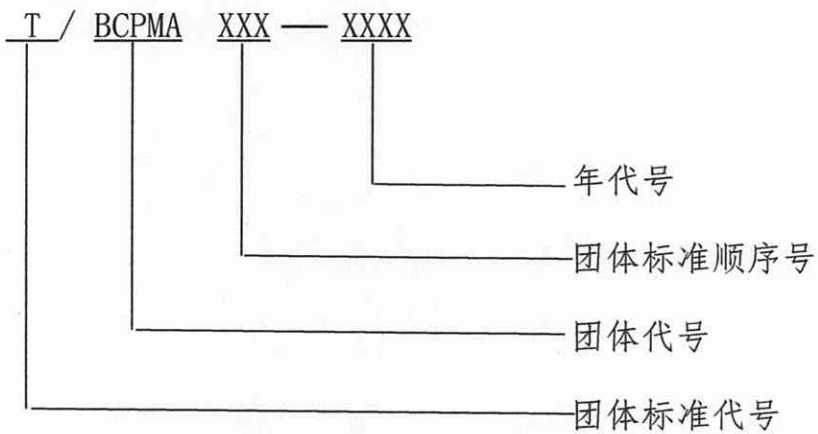 T / BCPMA XXX — XXXX
年代号
团体标准顺序号
团体代号
团体标准代号